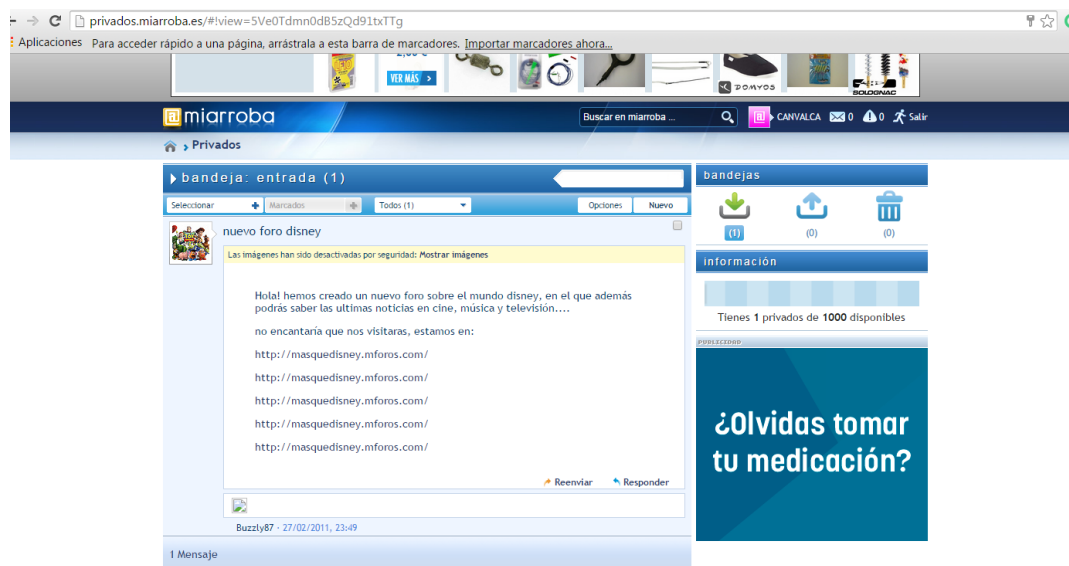 privados.miarroba.es/#!view=5Ve0Tdmn0dB5zQd91txTTg
Aplicaciones Para acceder rápido a una página, arrástrala a esta barra de marcadores. Importar marcadores ahora...
VER MÁS >
DOMYOS
@miarroba
Buscar en miarroba ...
CANVALCA 0 0 Salir
Privados
bandeja: entrada (1)
Seleccionar Marcados Todos (1) Opciones Nuevo
nuevo foro disney
Las imágenes han sido desactivadas por seguridad: Mostrar imágenes
Hola! hemos creado un nuevo foro sobre el mundo disney, en el que además
podrás saber las ultimas noticias en cine, música y televisión....
no encantaría que nos visitaras, estamos en:
http://masquedisney.mforos.com/
http://masquedisney.mforos.com/
http://masquedisney.mforos.com/
http://masquedisney.mforos.com/
http://masquedisney.mforos.com/
Reenviar Responder
Buzzly87 - 27/02/2011, 23:49
1 Mensaje
bandejas
(1) (0) (0)
información
Tienes 1 privados de 1000 disponibles
PUBLICIDAD
¿Olvidas tomar
tu medicación?